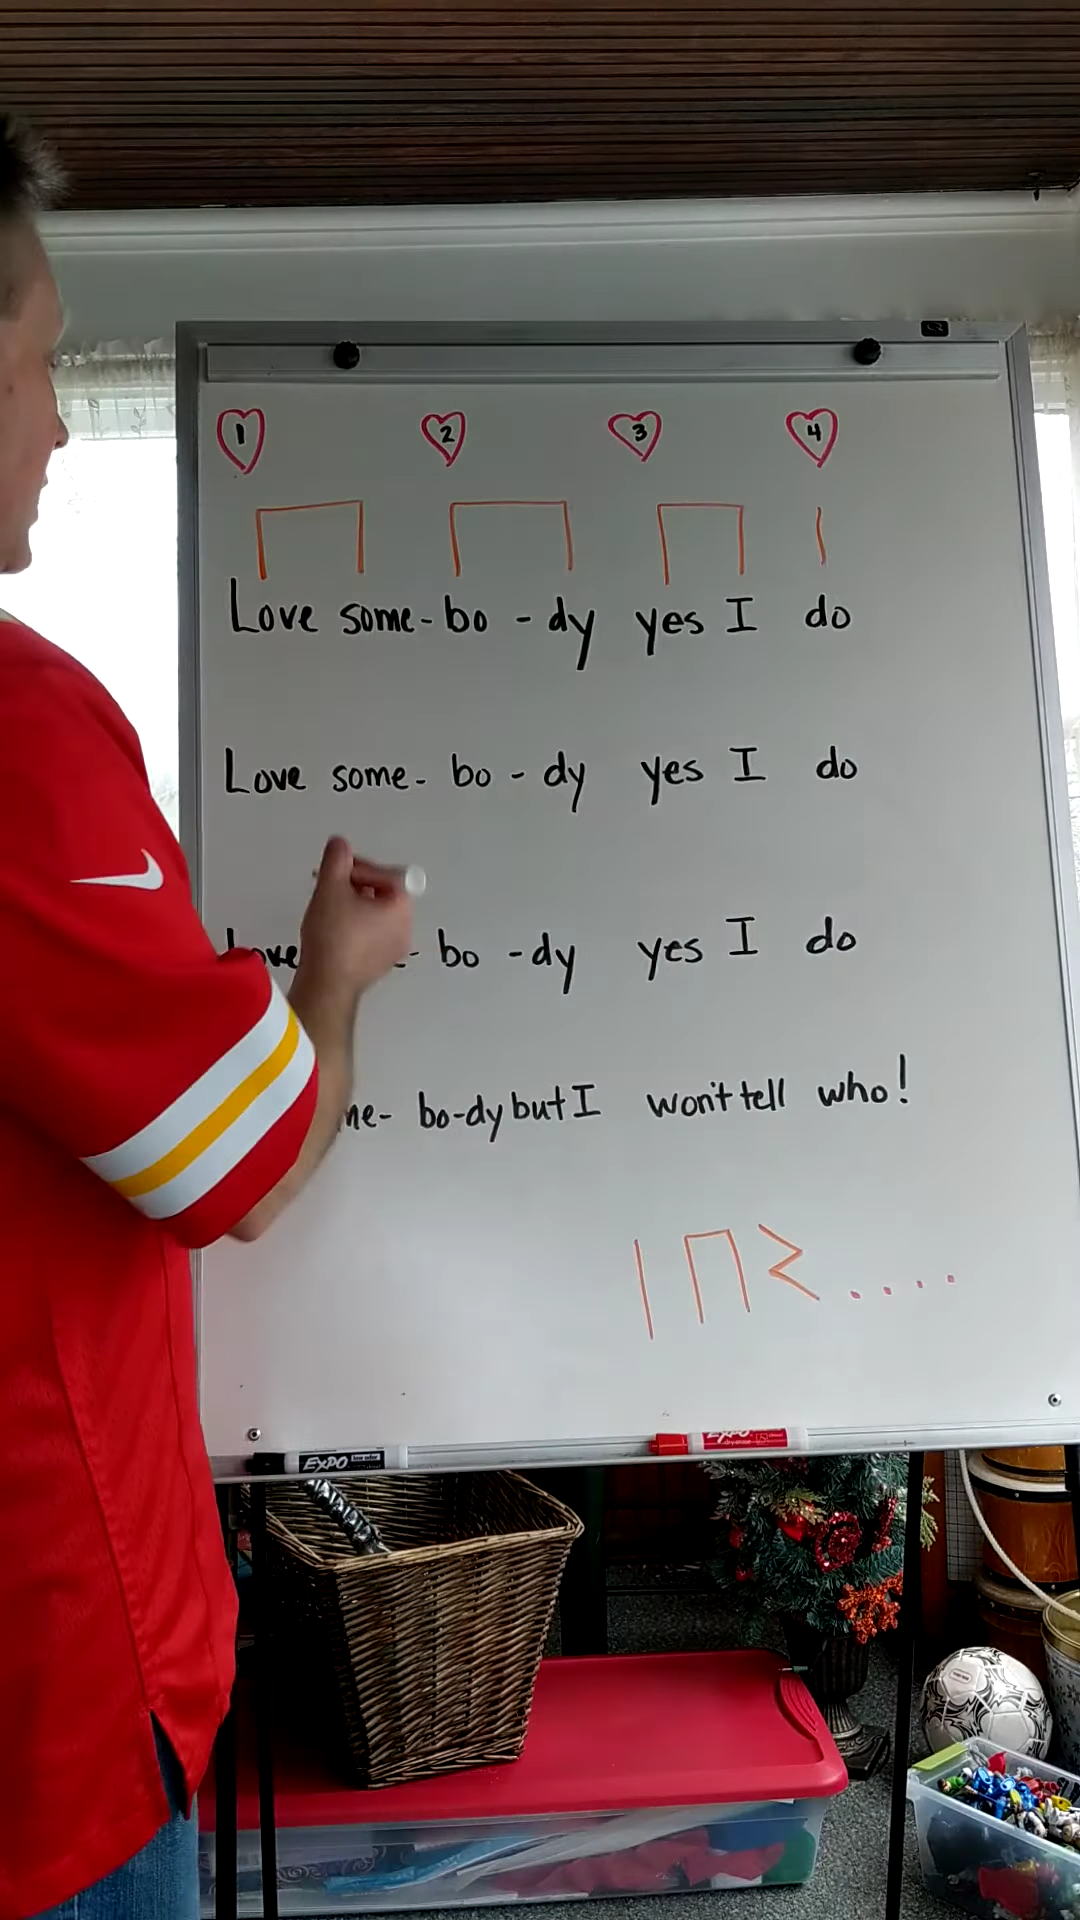 1 2 3 4
Love some-bo-dy yes I do
Love some-bo-dy yes I do
bo-dy yes I do
bo-dy but I won't tell who!
EXPO
EXPO